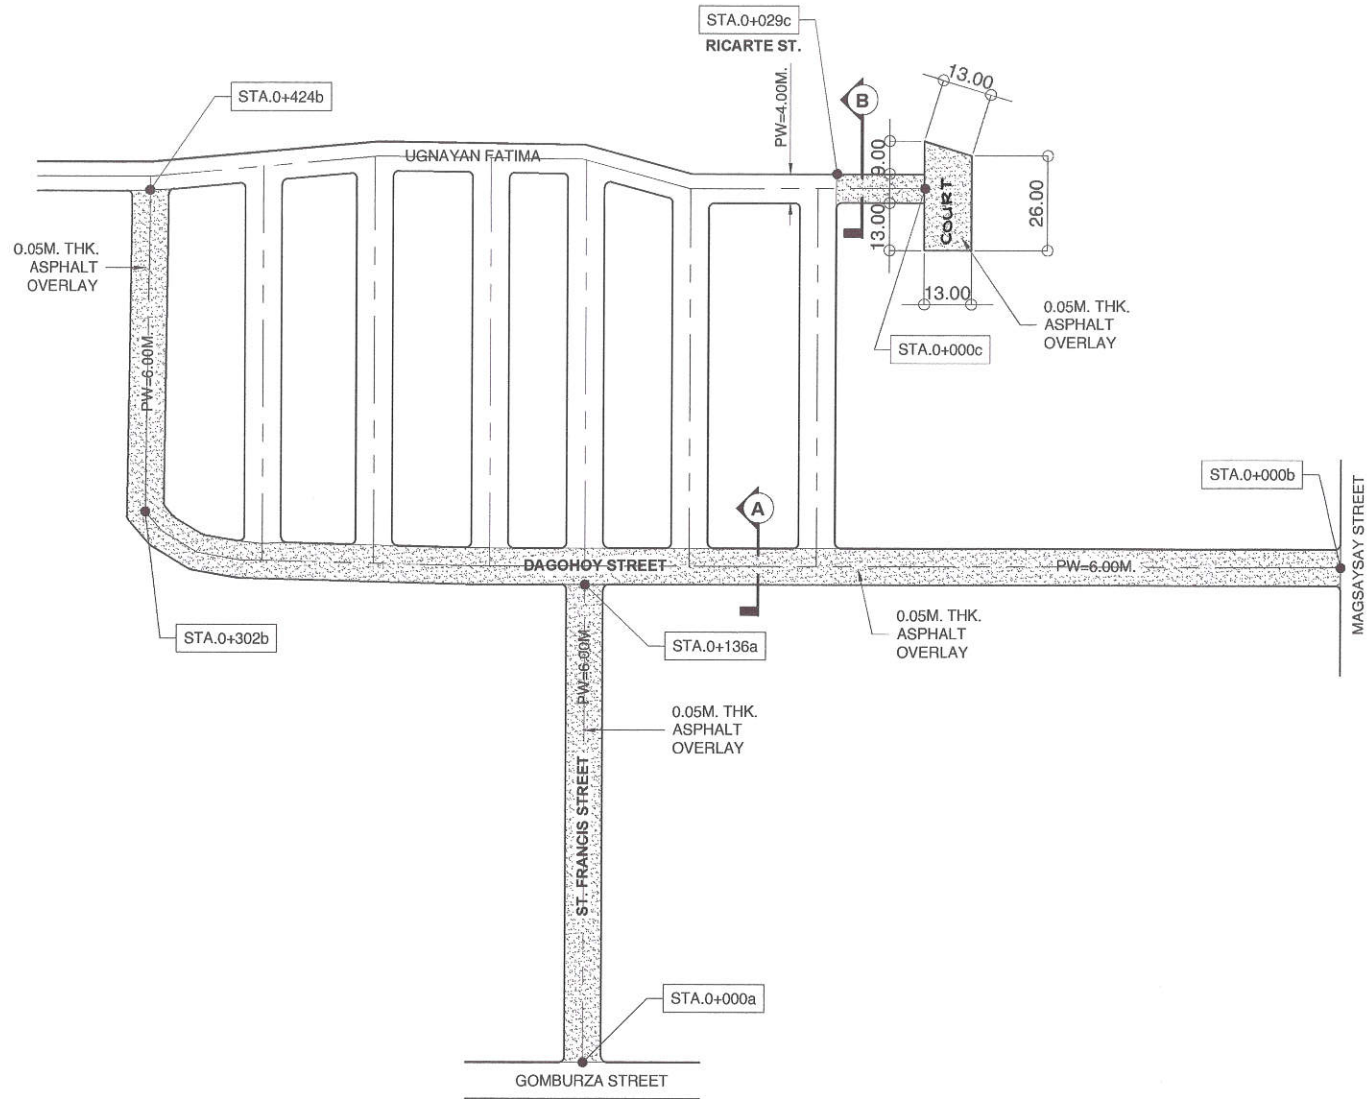 STA.0+029c
RICARTE ST.
STA.0+424b
PW=4.00M.
B
13.00
UGNAYAN FATIMA
9.00
13.00
COURT
26.00
0.05M. THK.
ASPHALT
OVERLAY
13.00
0.05M. THK.
ASPHALT
OVERLAY
STA.0+000c
PW=6.00M.
STA.0+000b
MAGSAYSAY STREET
A
DAGOHOY STREET
PW=6.00M.
STA.0+302b
STA.0+136a
0.05M. THK.
ASPHALT
OVERLAY
PW=6.00M.
0.05M. THK.
ASPHALT
OVERLAY
ST. FRANCIS STREET
STA.0+000a
GOMBURZA STREET